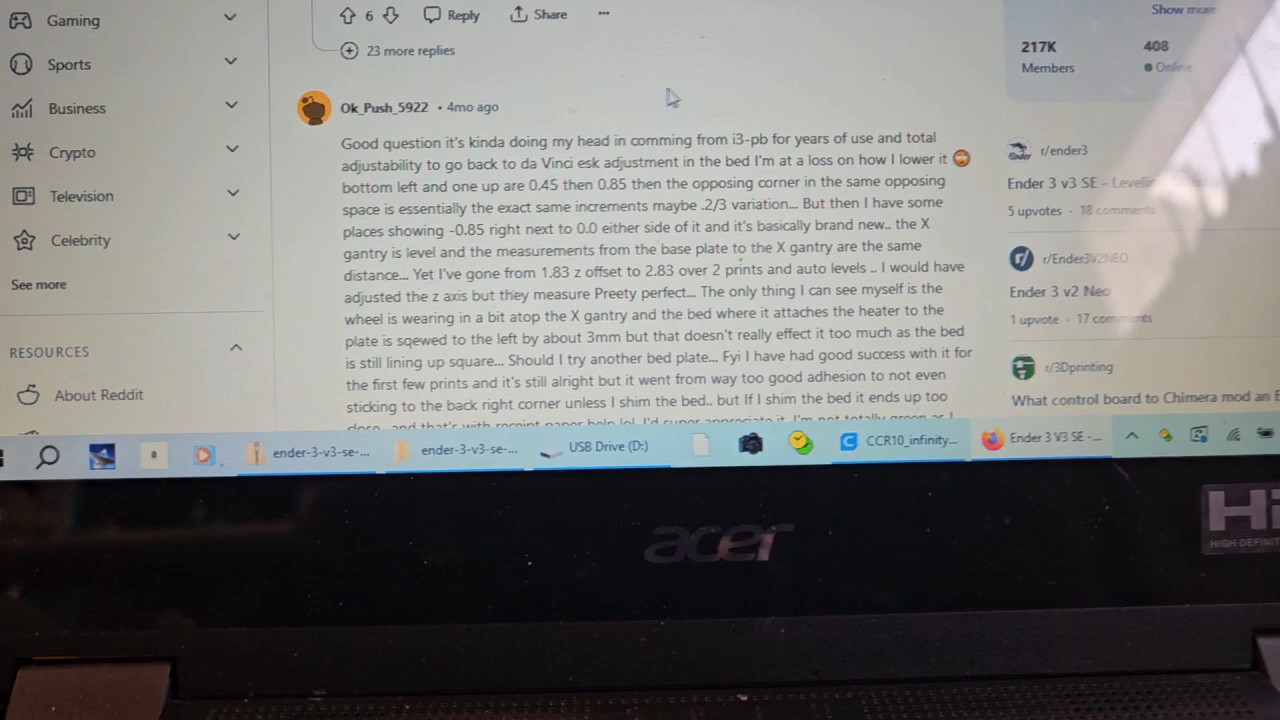 Gaming
Sports
Business
Crypto
Television
Celebrity
See more
RESOURCES
About Reddit
6 Reply Share ...
23 more replies
Ok_Push_5922 • 4mo ago
Good question it's kinda doing my head in comming from i3-pb for years of use and total
adjustability to go back to da Vinci esk adjustment in the bed I'm at a loss on how I lower it
bottom left and one up are 0.45 then 0.85 then the opposing corner in the same opposing
space is essentially the exact same increments maybe .2/3 variation... But then I have some
places showing -0.85 right next to 0.0 either side of it and it's basically brand new.. the X
gantry is level and the measurements from the base plate to the X gantry are the same
distance... Yet I've gone from 1.83 z offset to 2.83 over 2 prints and auto levels .. I would have
adjusted the z axis but they measure Preety perfect... The only thing I can see myself is the
wheel is wearing in a bit atop the X gantry and the bed where it attaches the heater to the
plate is sqewed to the left by about 3mm but that doesn't really effect it too much as the bed
is still lining up square... Should I try another bed plate... Fyi I have had good success with it for
the first few prints and it's still alright but it went from way too good adhesion to not even
sticking to the back right corner unless I shim the bed.. but If I shim the bed it ends up too
Show more
217K 408
Members Online
r/ender3
Ender 3 v3 SE - Levelin
5 upvotes · 18 comments
r/Ender3V2NEO
Ender 3 v2 Neo
1 upvote · 17 comments
r/3Dprinting
What control board to Chimera mod an E
a
ender-3-v3-se-...
ender-3-v3-se-...
USB Drive (D:)
CCR10_infinity...
Ender 3 V3 SE -...
acer
Hi
HIGH-DEFINIT